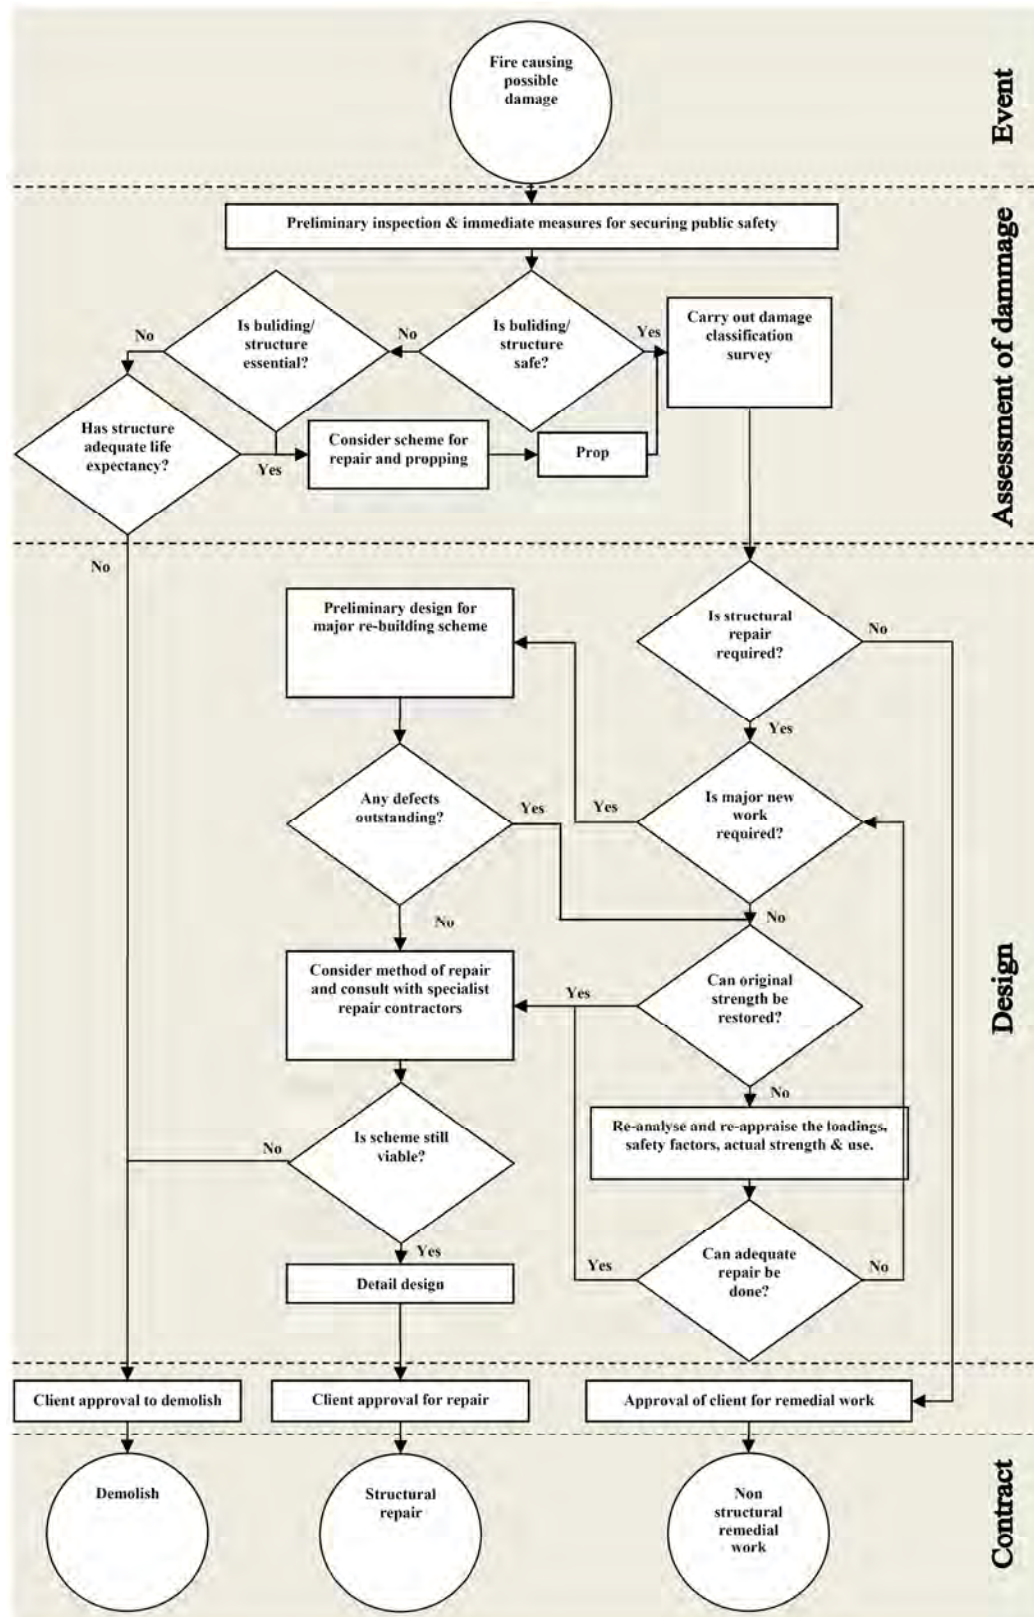 Fire causing
possible
damage
Event
Preliminary inspection & immediate measures for securing public safety
Is buliding/
structure
essential?
No
No
Is buliding/
structure
safe?
Yes
Carry out damage
classification
survey
Has structure
adequate life
expectancy?
Yes
Consider scheme for
repair and propping
Prop
Assessment of dammage
No
Preliminary design for
major re-building scheme
Is structural
repair
required?
No
Yes
Any defects
outstanding?
Yes
Yes
Is major new
work
required?
No
No
Consider method of repair
and consult with specialist
repair contractors
Yes
Can original
strength be
restored?
Design
No
Re-analyse and re-appraise the loadings,
safety factors, actual strength & use.
No
Is scheme still
viable?
Yes
Yes
Can adequate
repair be
done?
No
Detail design
Client approval to demolish
Client approval for repair
Approval of client for remedial work
Demolish
Structural
repair
Non
structural
remedial
work
Contract